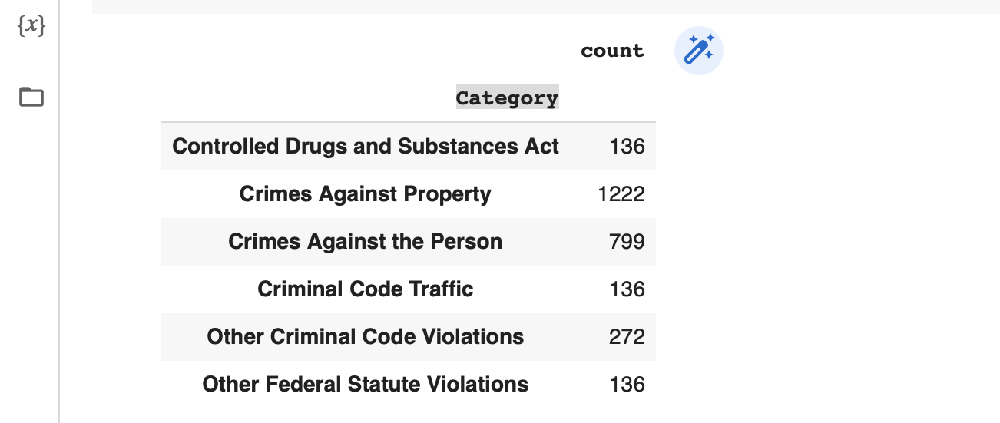 {x}
count
Category
Controlled Drugs and Substances Act 136
Crimes Against Property 1222
Crimes Against the Person 799
Criminal Code Traffic 136
Other Criminal Code Violations 272
Other Federal Statute Violations 136